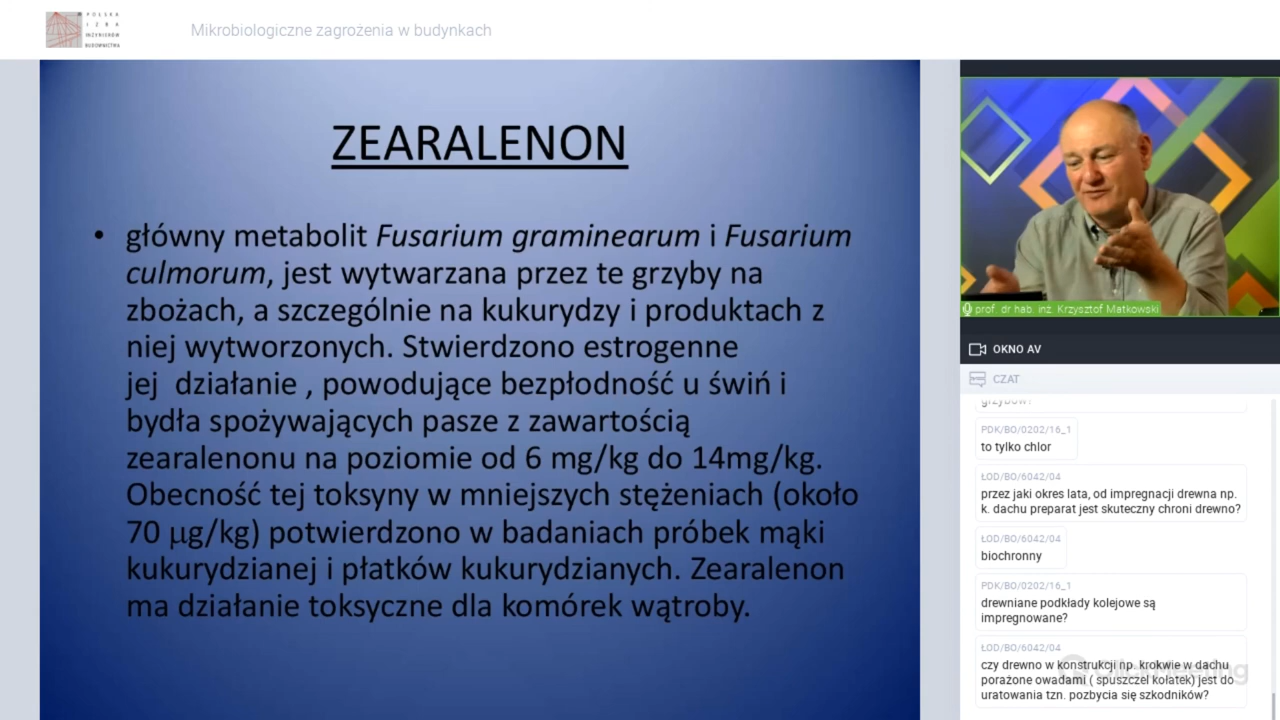 POLSKA
IZBA
INŻYNIERÓW
BUDOWNICTWA
Mikrobiologiczne zagrożenia w budynkach
ZEARALENON
• główny metabolit Fusarium graminearum i Fusarium
culmorum, jest wytwarzana przez te grzyby na
zbożach, a szczególnie na kukurydzy i produktach z
niej wytworzonych. Stwierdzono estrogenne
jej działanie , powodujące bezpłodność u świń i
bydła spożywających pasze z zawartością
zearalenonu na poziomie od 6 mg/kg do 14mg/kg.
Obecność tej toksyny w mniejszych stężeniach (około
70 µg/kg) potwierdzono w badaniach próbek mąki
kukurydzianej i płatków kukurydzianych. Zearalenon
ma działanie toksyczne dla komórek wątroby.
prof. dr hab. inż. Krzysztof Matkowski
OKNO AV
CZAT
grzybów?
PDK/BO/0202/16_1
to tylko chlor
ŁOD/BO/6042/04
przez jaki okres lata, od impregnacji drewna np.
k. dachu preparat jest skuteczny chroni drewno?
ŁOD/BO/6042/04
biochronny
PDK/BO/0202/16_1
drewniane podkłady kolejowe są
impregnowane?
ŁOD/BO/6042/04
czy drewno w konstrukcji np. krokwie w dachu
porażone owadami ( spuszczel kołatek) jest do
uratowania tzn. pozbycia się szkodników?